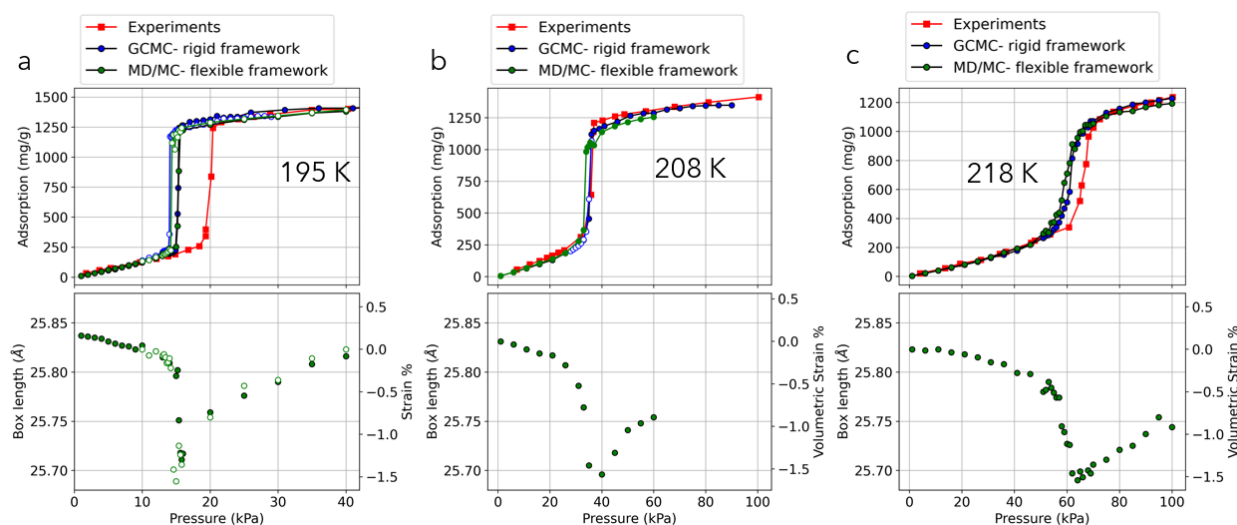 a
Experiments
GCMC- rigid framework
MD/MC- flexible framework
1500
1250
1000
750
500
250
0
Adsorption (mg/g)
195 K
25.85
25.80
25.75
25.70
Box length (Å)
0.5
0.0
−0.5
−1.0
−1.5
Strain %
0 10 20 30 40
Pressure (kPa)
b
Experiments
GCMC- rigid framework
MD/MC- flexible framework
1250
1000
750
500
250
0
Adsorption (mg/g)
208 K
25.85
25.80
25.75
25.70
Box length (Å)
0.5
0.0
−0.5
−1.0
−1.5
Volumetric Strain %
0 20 40 60 80 100
Pressure (kPa)
c
Experiments
GCMC- rigid framework
MD/MC- flexible framework
1200
1000
800
600
400
200
0
Adsorption (mg/g)
218 K
25.85
25.80
25.75
25.70
Box length (Å)
0.5
0.0
−0.5
−1.0
−1.5
Volumetric Strain %
0 20 40 60 80 100
Pressure (kPa)